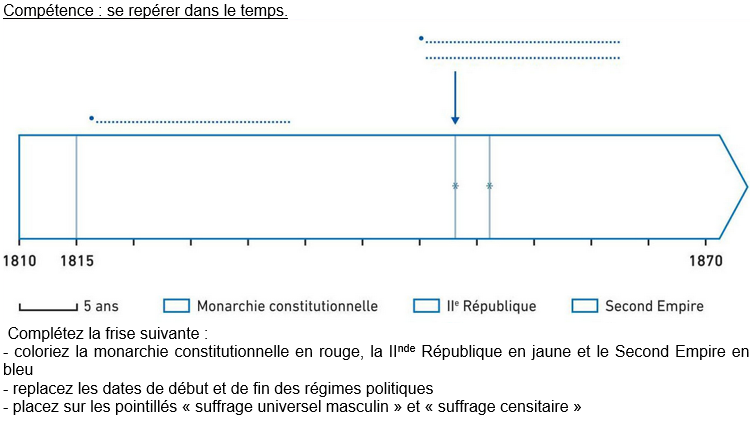 Compétence : se repérer dans le temps.
1810 1815 1870
5 ans Monarchie constitutionnelle IIe République Second Empire
Complétez la frise suivante :
- coloriez la monarchie constitutionnelle en rouge, la IInde République en jaune et le Second Empire en
bleu
- replacez les dates de début et de fin des régimes politiques
- placez sur les pointillés « suffrage universel masculin » et « suffrage censitaire »